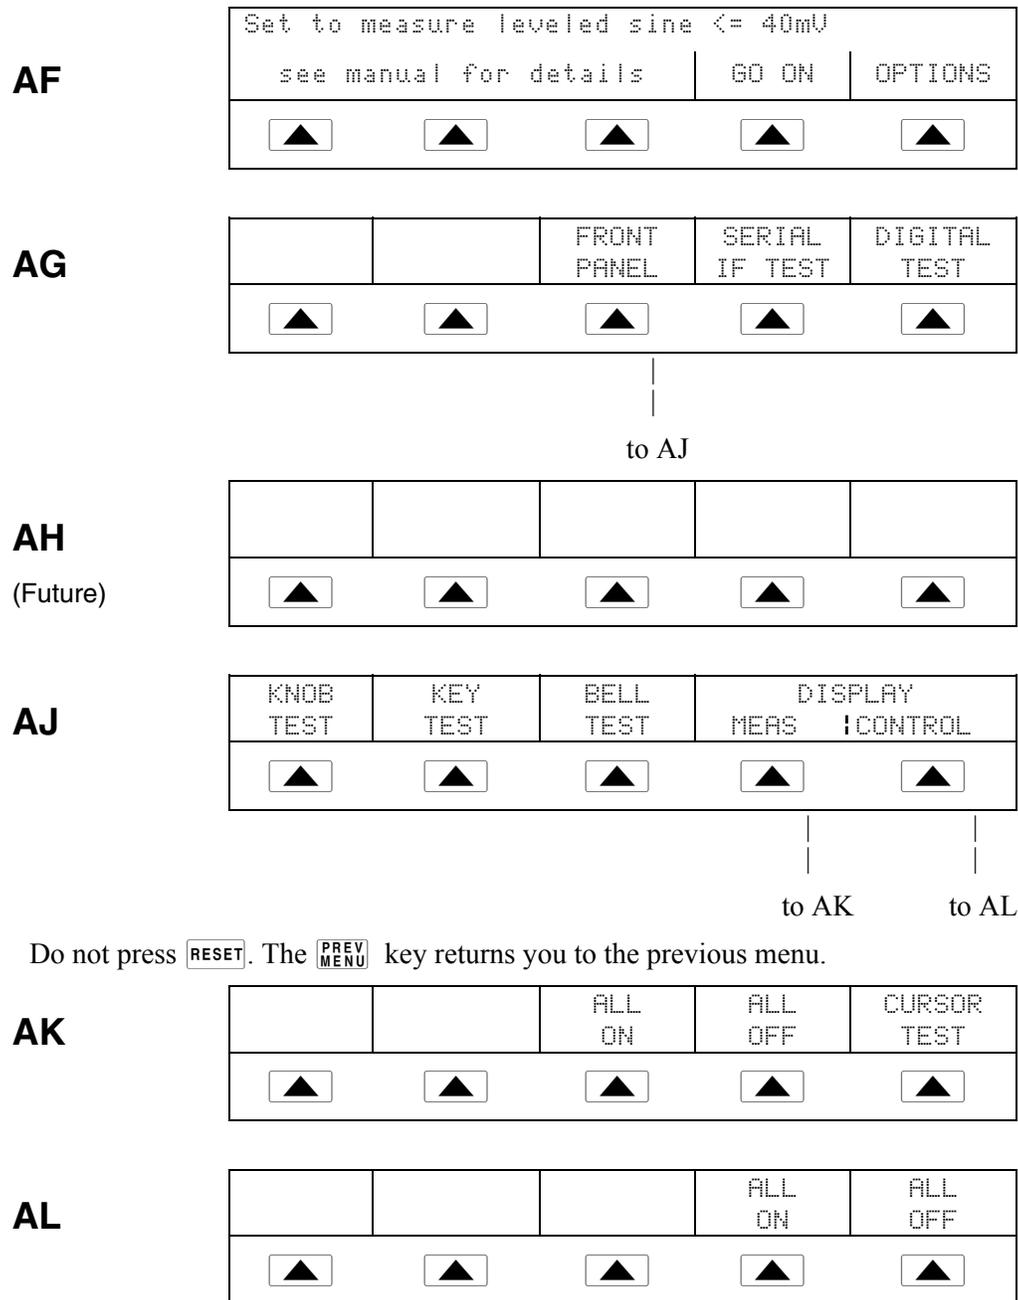 Set to measure leveled sine <= 40mV
AF
see manual for details GO ON OPTIONS
FRONT SERIAL DIGITAL
AG
PANEL IF TEST TEST
to AJ
AH
(Future)
KNOB KEY BELL DISPLAY
AJ
TEST TEST TEST MEAS ¦CONTROL
to AK to AL
Do not press RESET. The PREV MENU key returns you to the previous menu.
ALL ALL CURSOR
AK
ON OFF TEST
ALL ALL
AL
ON OFF